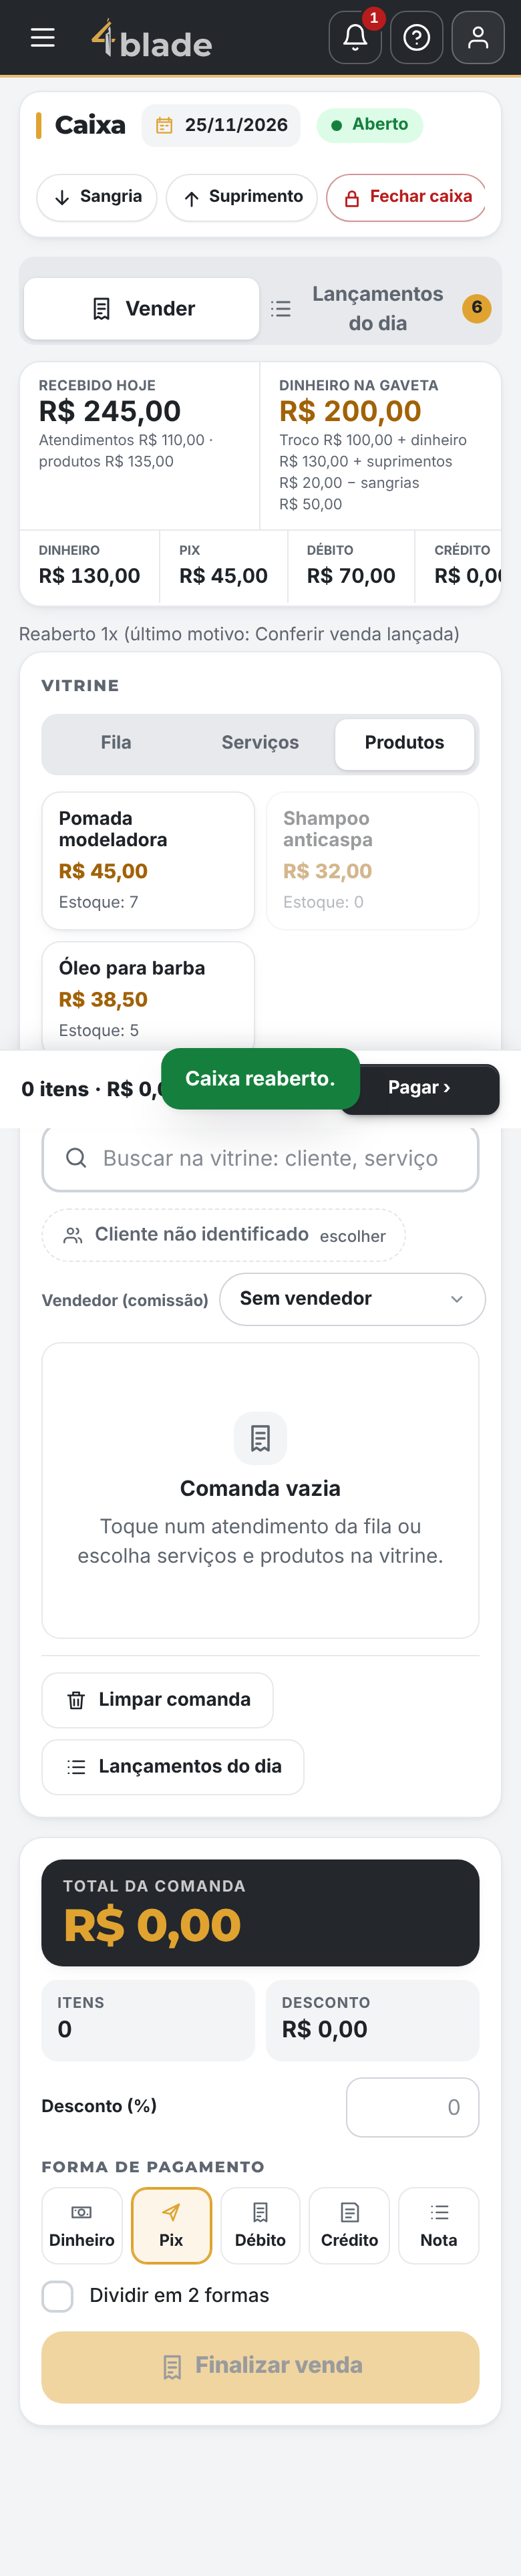 4blade
1
Caixa
25/11/2026
Aberto
Sangria
Suprimento
Fechar caixa
Vender
Lançamentos
do dia
6
RECEBIDO HOJE
R$ 245,00
Atendimentos R$ 110,00 ·
produtos R$ 135,00
DINHEIRO NA GAVETA
R$ 200,00
Troco R$ 100,00 + dinheiro
R$ 130,00 + suprimentos
R$ 20,00 − sangrias
R$ 50,00
DINHEIRO
R$ 130,00
PIX
R$ 45,00
DÉBITO
R$ 70,00
CRÉDITO
R$ 0,0
Reaberto 1x (último motivo: Conferir venda lançada)
VITRINE
Fila
Serviços
Produtos
Pomada
modeladora
R$ 45,00
Estoque: 7
Shampoo
anticaspa
R$ 32,00
Estoque: 0
Óleo para barba
R$ 38,50
Estoque: 5
0 itens · R$ 0,0
Caixa reaberto.
Pagar ›
Buscar na vitrine: cliente, serviço
Cliente não identificado escolher
Vendedor (comissão)
Sem vendedor
Comanda vazia
Toque num atendimento da fila ou
escolha serviços e produtos na vitrine.
Limpar comanda
Lançamentos do dia
TOTAL DA COMANDA
R$ 0,00
ITENS
0
DESCONTO
R$ 0,00
Desconto (%)
0
FORMA DE PAGAMENTO
Dinheiro
Pix
Débito
Crédito
Nota
Dividir em 2 formas
Finalizar venda